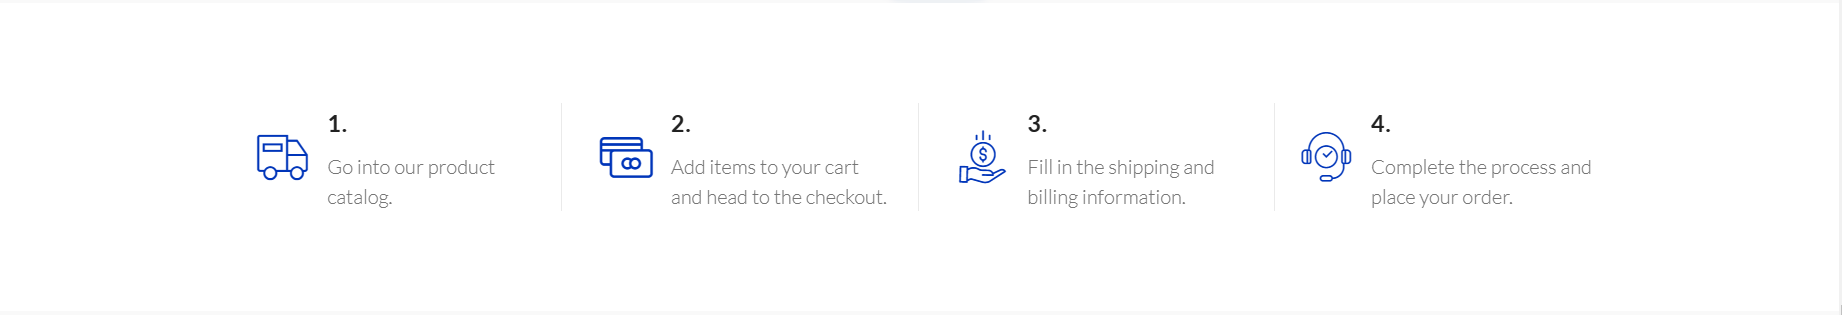 1.
Go into our product
catalog.
2.
Add items to your cart
and head to the checkout.
3.
Fill in the shipping and
billing information.
4.
Complete the process and
place your order.